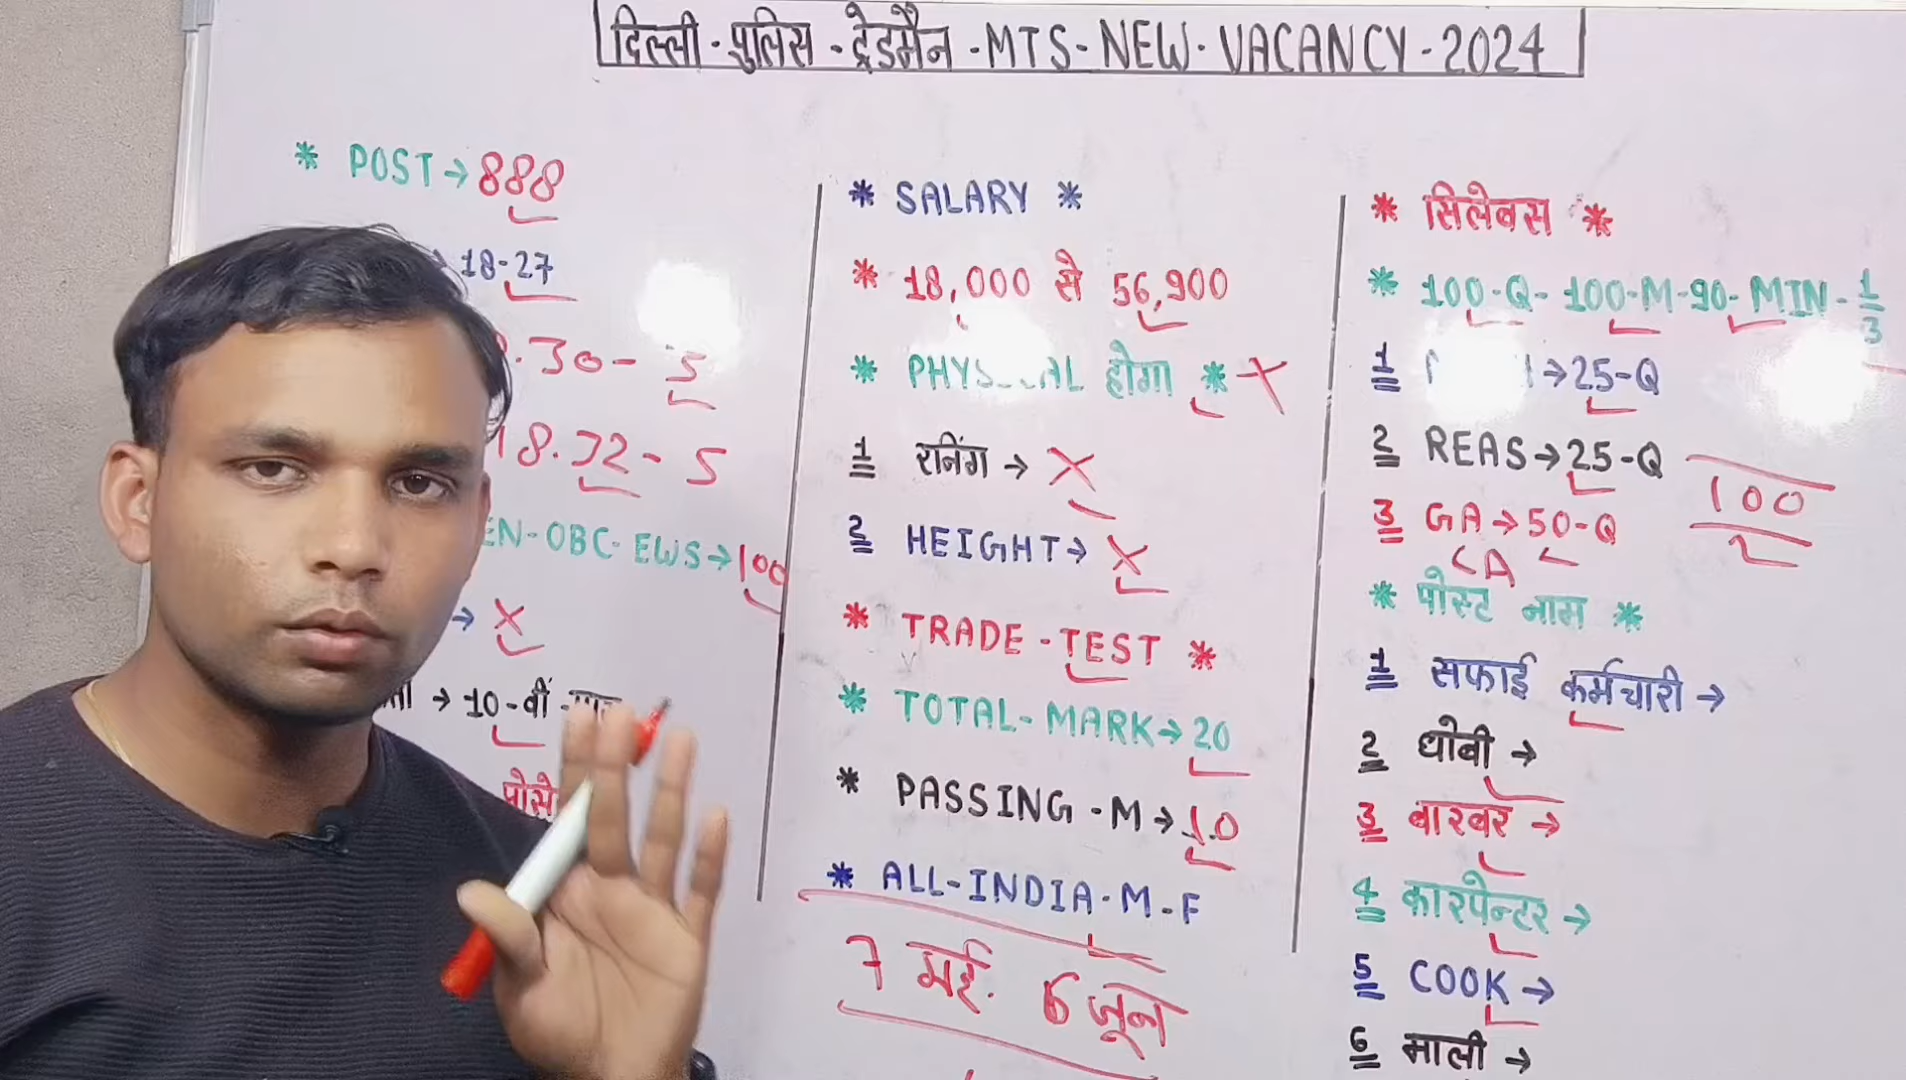 दिल्ली - पुलिस - ट्रेडमैन - MTS - NEW - VACANCY - 2024
* POST → 888
18-27
30 - 5
18.32 - 5
EN - OBC - EWS → 100
→ X
→ 10 - वीं -
* SALARY *
* 18,000 से 56,900
* होगा * X
1 रनिंग → X
2 HEIGHT → X
* TRADE - TEST *
* TOTAL - MARK → 20
* PASSING - M → 10
* ALL - INDIA - M - F
7 मई. 6 जून
* सिलेबस *
* 100-Q - 100-M - 90 - MIN - 1/3
1 → 25-Q
2 REAS → 25-Q
100
2
3 GA → 50-Q
CA
* पोस्ट नाम *
1 सफाई कर्मचारी →
2 धोबी →
3 बारबर →
4 कारपेन्टर →
5 COOK →
6 माली →